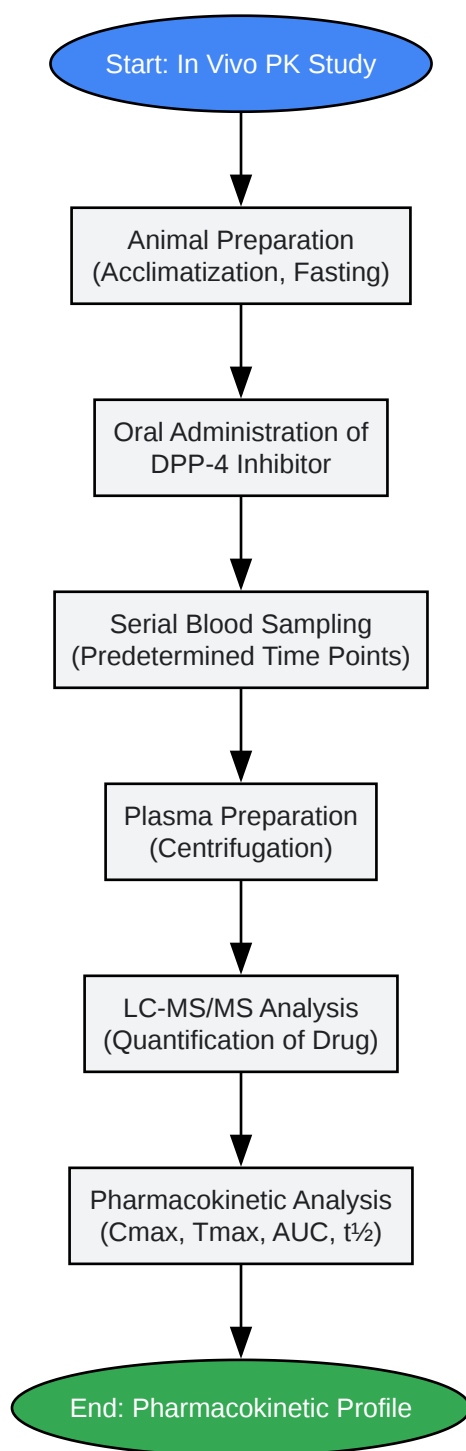 Start: In Vivo PK Study
Animal Preparation
(Acclimatization, Fasting)
Oral Administration of
DPP-4 Inhibitor
Serial Blood Sampling
(Predetermined Time Points)
Plasma Preparation
(Centrifugation)
LC-MS/MS Analysis
(Quantification of Drug)
Pharmacokinetic Analysis
(Cmax, Tmax, AUC, t½)
End: Pharmacokinetic Profile